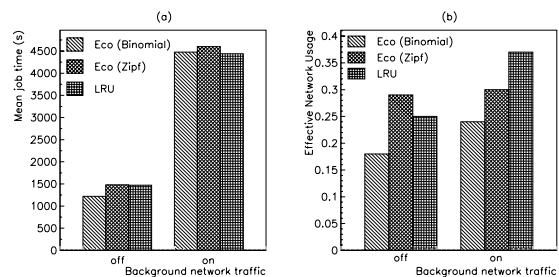 (a)
Mean job time (s)
4500
4000
3500
3000
2500
2000
1500
1000
500
0
Eco (Binomial)
Eco (Zipf)
LRU
off
on
Background network traffic
(b)
Effective Network Usage
0.4
0.35
0.3
0.25
0.2
0.15
0.1
0.05
0
Eco (Binomial)
Eco (Zipf)
LRU
off
on
Background network traffic